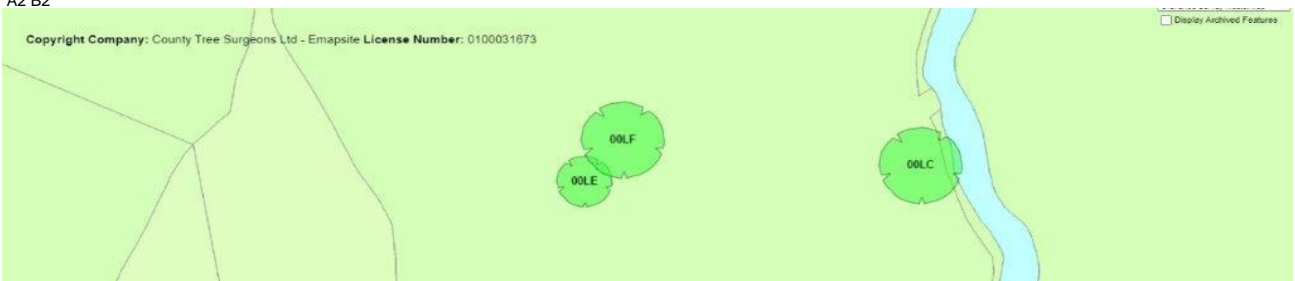 A2 B2
Display Archived Features
Copyright Company: County Tree Surgeons Ltd - Emapsite License Number: 0100031673
00LF
00LE
00LC